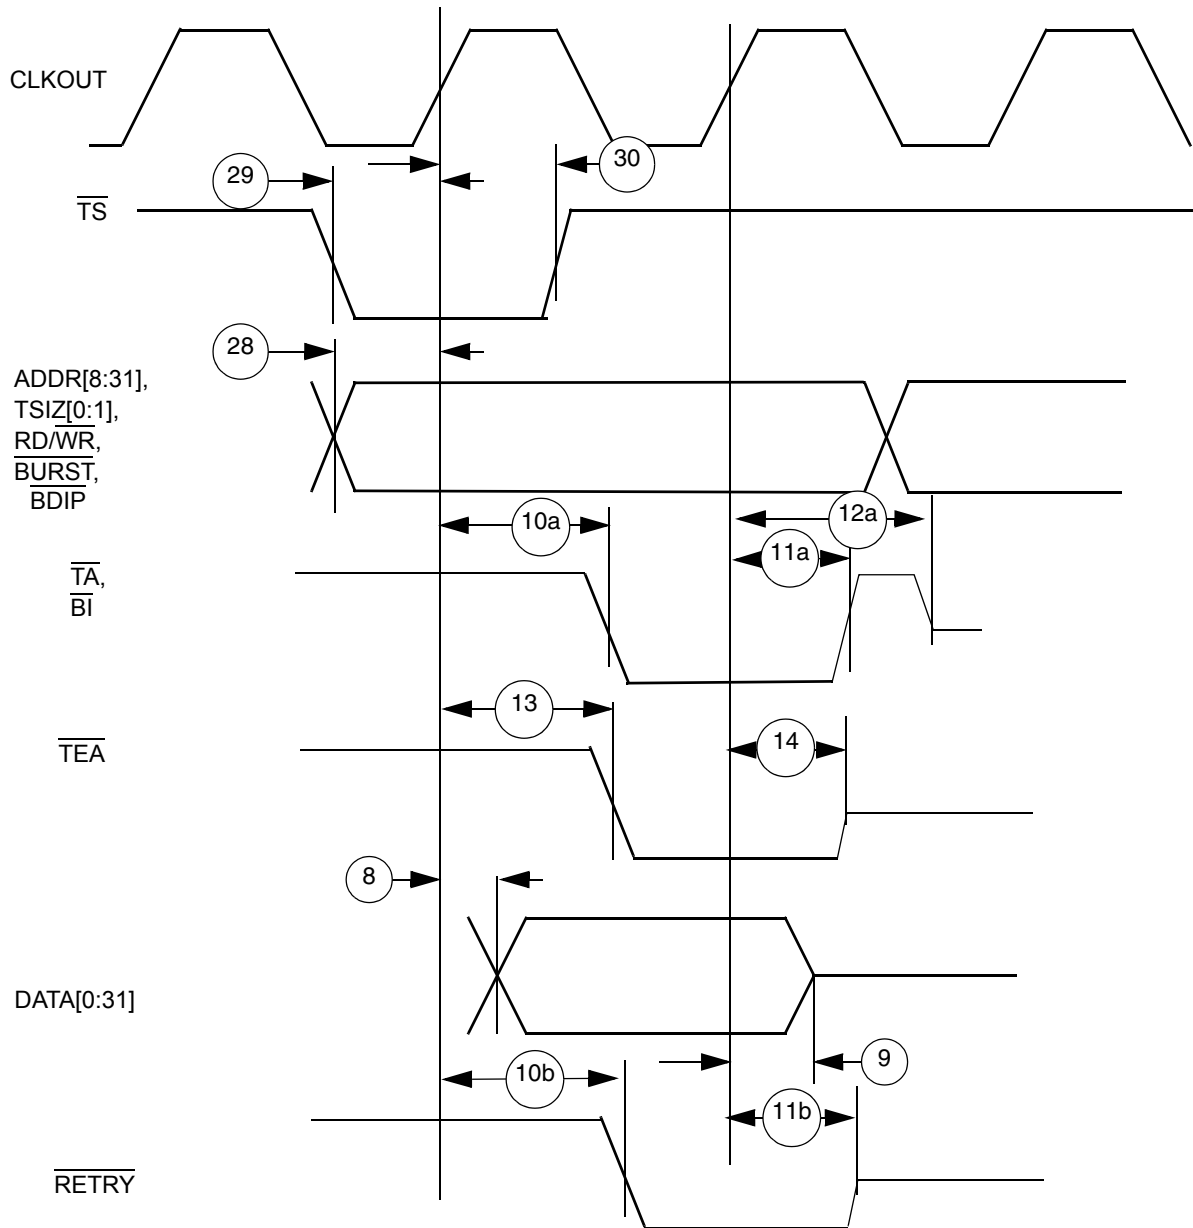 CLKOUT
30
29
TS
28
ADDR[8:31],
TSIZ[0:1],
RD/WR,
BURST,
BDIP
10a
12a
11a
TA,
BI
13
14
TEA
8
DATA[0:31]
9
10b
11b
RETRY